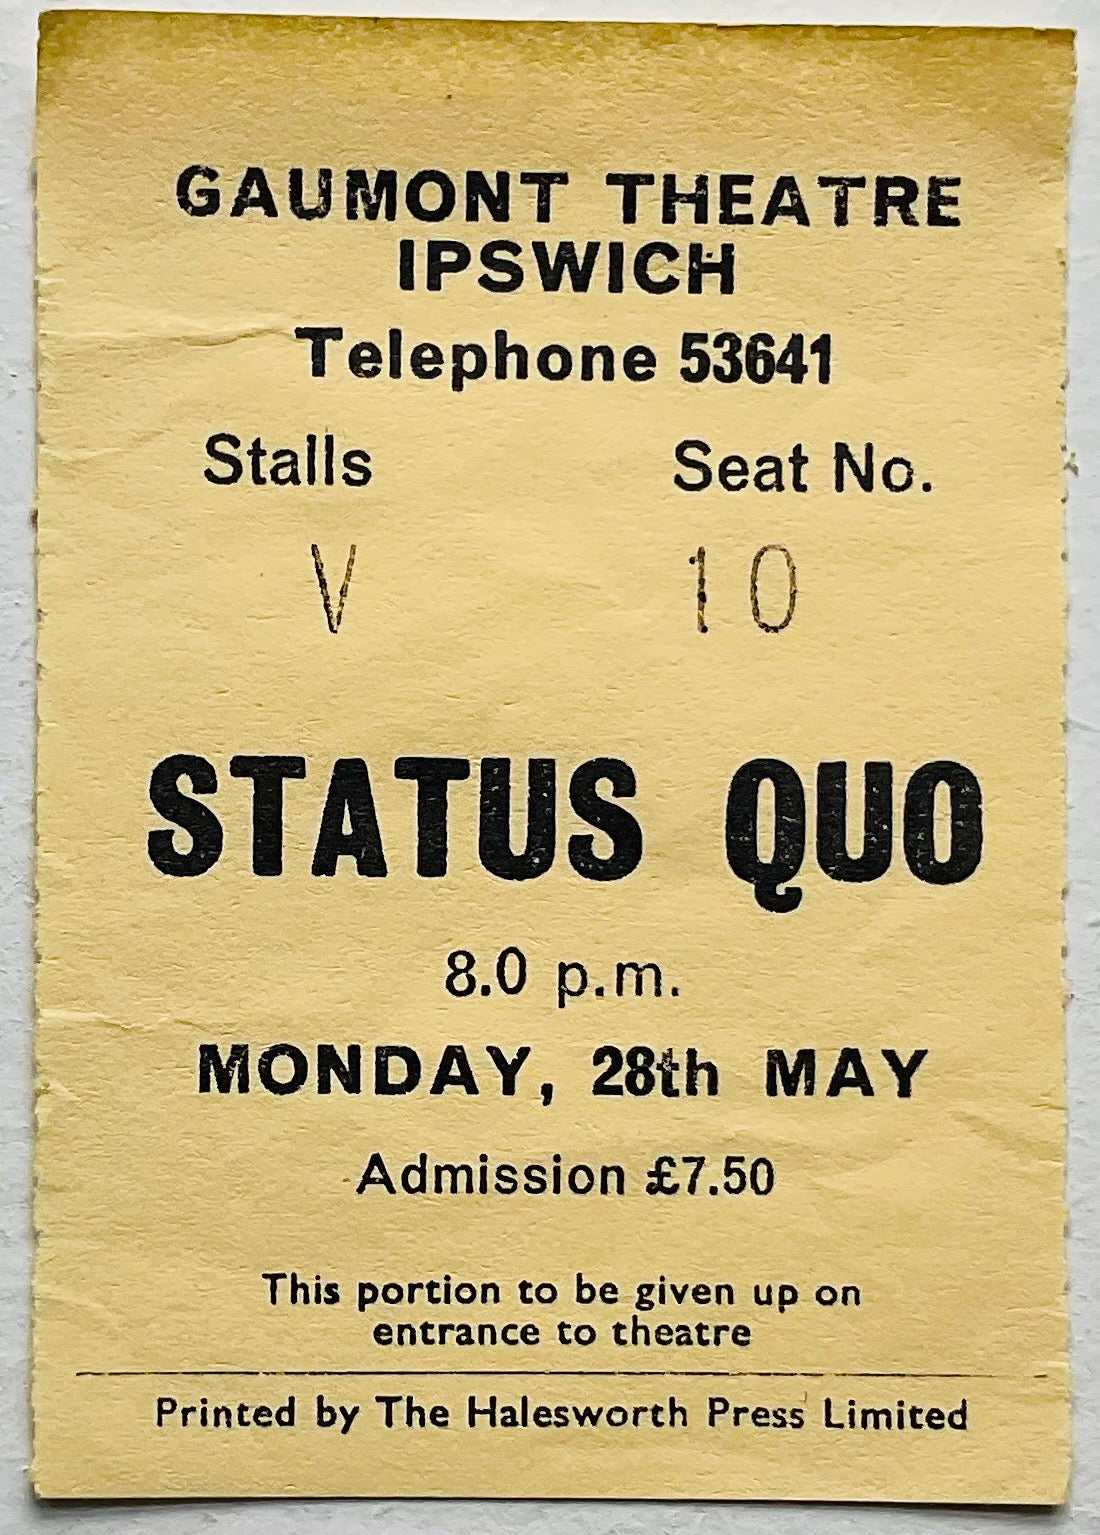 GAUMONT THEATRE
IPSWICH
Telephone 53641
Stalls Seat No.
V 10
STATUS QUO
8.0 p.m.
MONDAY, 28th MAY
Admission £7.50
This portion to be given up on
entrance to theatre
Printed by The Halesworth Press Limited